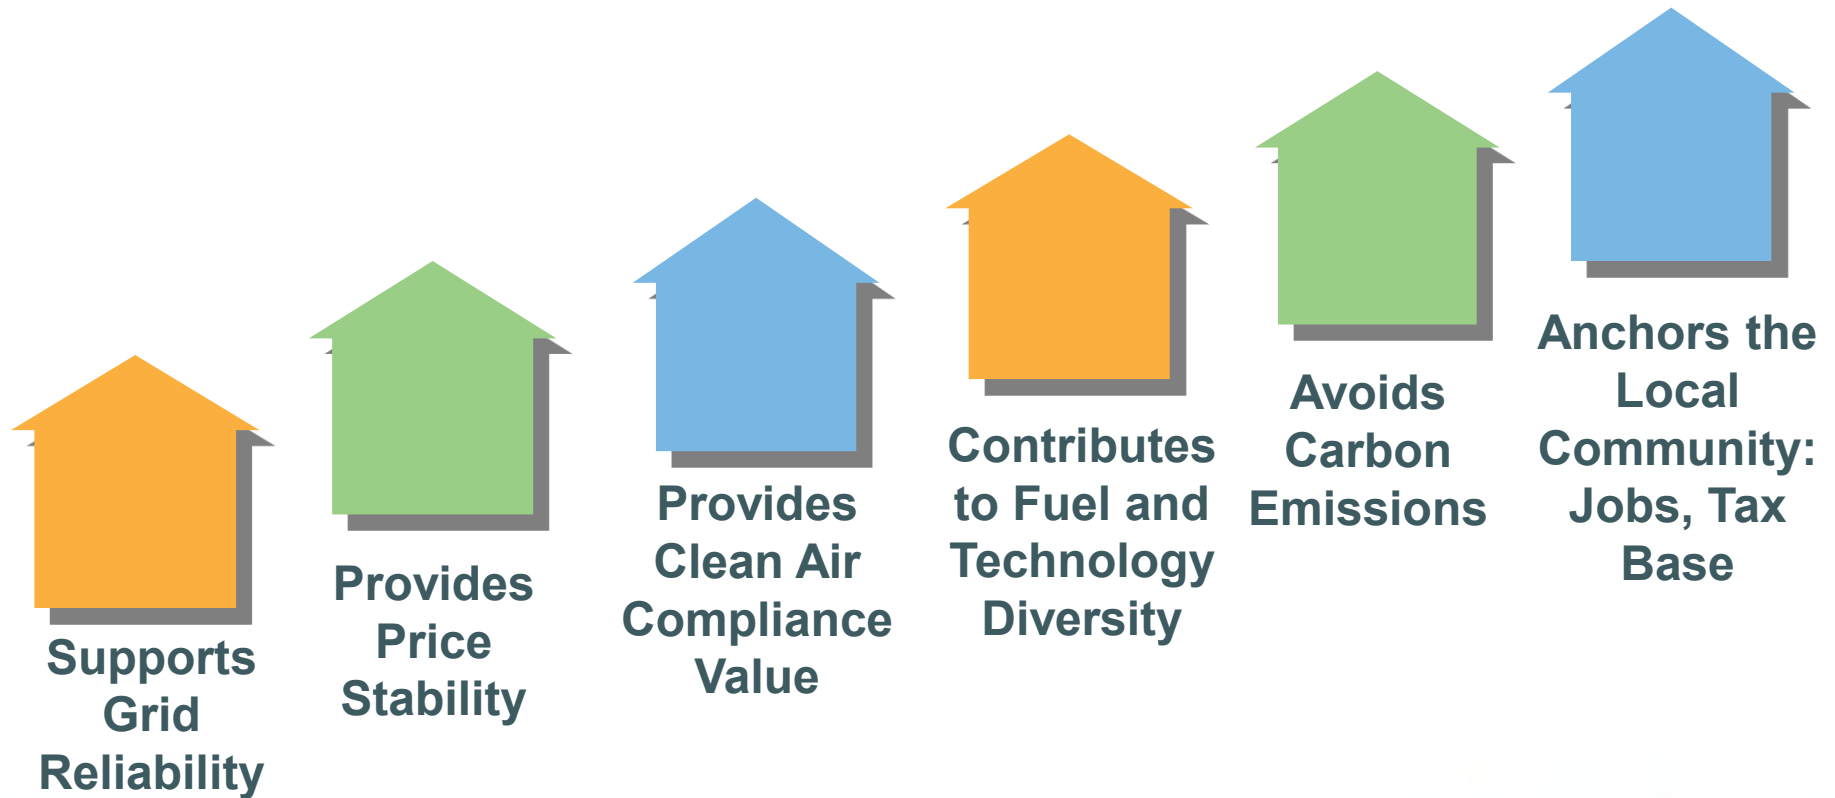 Supports
Grid
Reliability
Provides
Price
Stability
Provides
Clean Air
Compliance
Value
Contributes
to Fuel and
Technology
Diversity
Avoids
Carbon
Emissions
Anchors the
Local
Community:
Jobs, Tax
Base